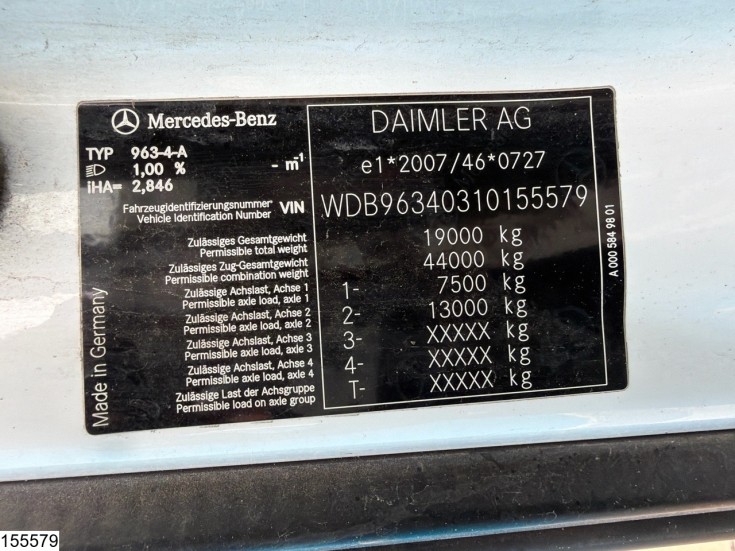 Mercedes-Benz
TYP 963-4-A
1,00 % - m⁻¹
iHA= 2,846
DAIMLER AG
e1*2007/46*0727
Fahrzeugidentifizierungsnummer
Vehicle Identification Number VIN WDB96340310155579
Zulässiges Gesamtgewicht
Permissible total weight 19000 kg
Zulässiges Zug-Gesamtgewicht
Permissible combination weight 44000 kg
Zulässige Achslast, Achse 1
Permissible axle load, axle 1 1- 7500 kg
Zulässige Achslast, Achse 2
Permissible axle load, axle 2 2- 13000 kg
Zulässige Achslast, Achse 3
Permissible axle load, axle 3 3- XXXXX kg
Zulässige Achslast, Achse 4
Permissible axle load, axle 4 4- XXXXX kg
Zulässige Last der Achsgruppe
Permissible load on axle group T- XXXXX kg
Made in Germany
A 000 584 98 01
155579